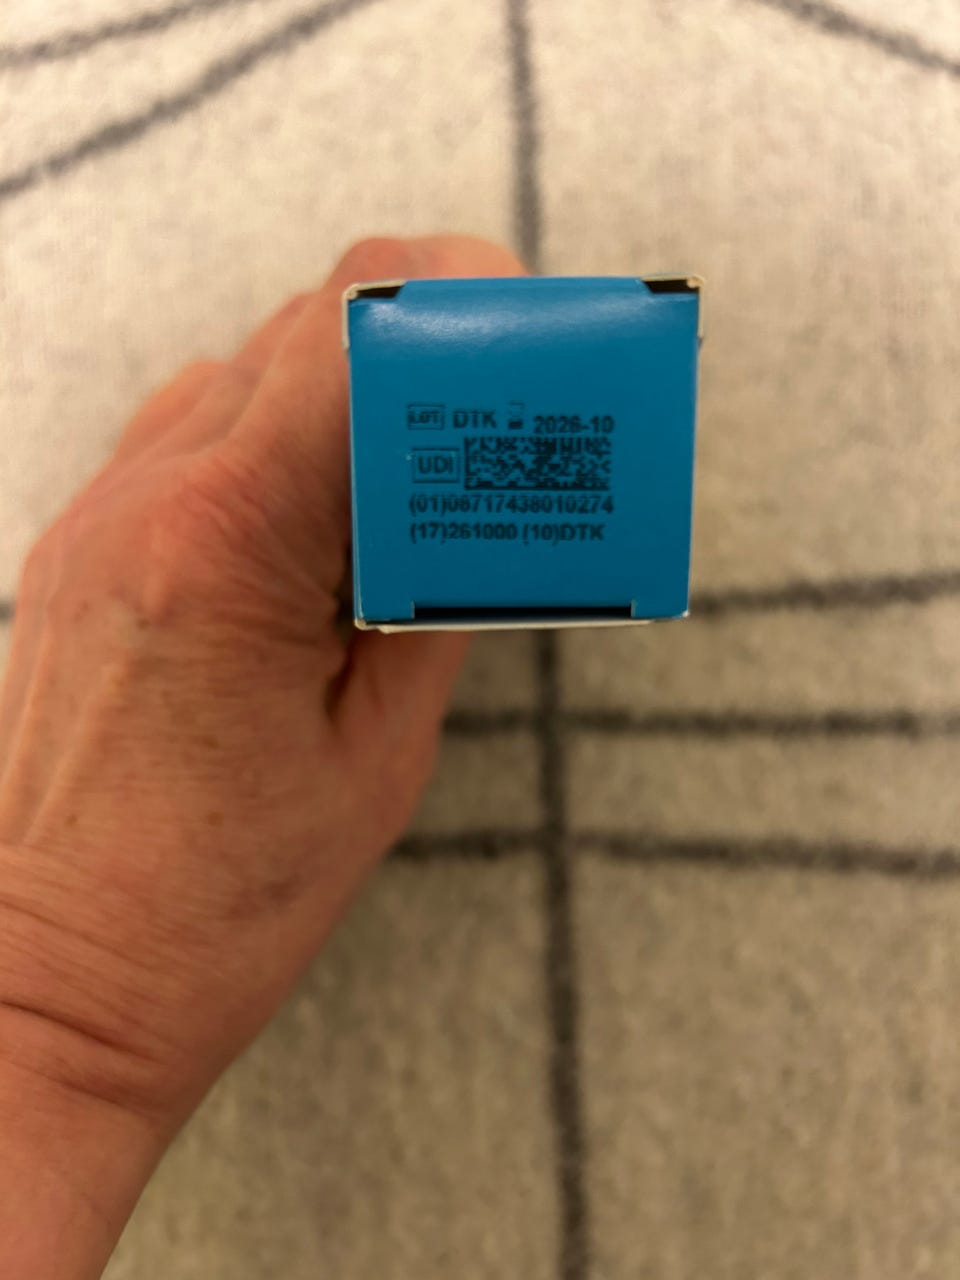 LOT DTK 2026-10
UDI
(01)08717438010274
(17)261000 (10)DTK